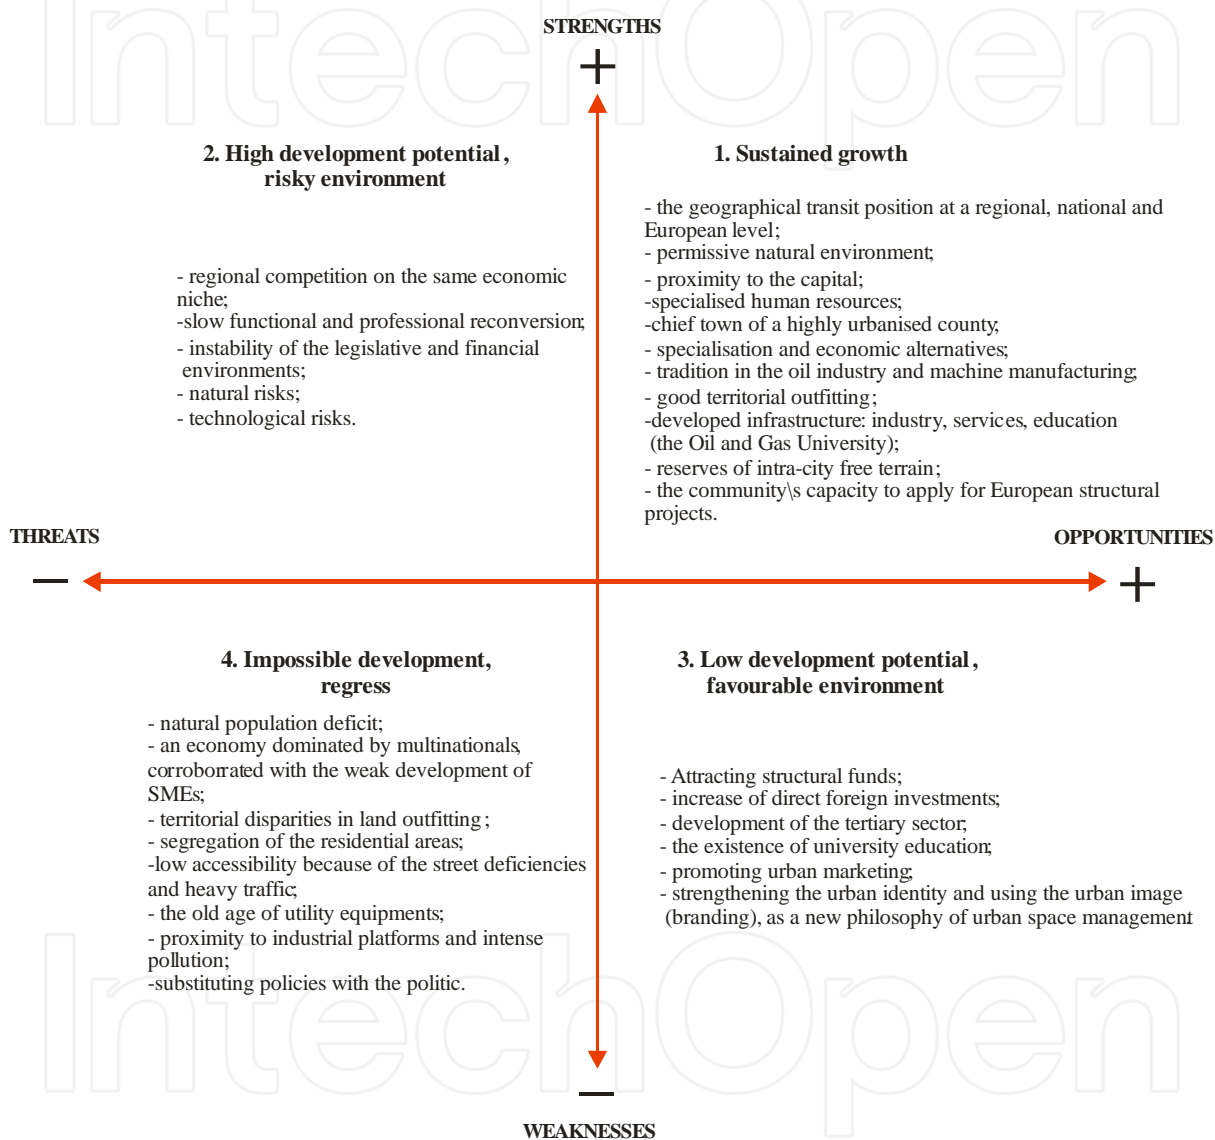 IntechOpen
STRENGTHS
+
2. High development potential,
risky environment
- regional competition on the same economic
niche;
-slow functional and professional reconversion;
- instability of the legislative and financial
environments;
- natural risks;
- technological risks.
1. Sustained growth
- the geographical transit position at a regional, national and
European level;
- permissive natural environment;
- proximity to the capital;
-specialised human resources;
-chief town of a highly urbanised county;
- specialisation and economic alternatives;
- tradition in the oil industry and machine manufacturing;
- good territorial outfitting;
-developed infrastructure: industry, services, education
(the Oil and Gas University);
- reserves of intra-city free terrain;
- the community\s capacity to apply for European structural
projects.
THREATS
—
OPPORTUNITIES
+
4. Impossible development,
regress
- natural population deficit;
- an economy dominated by multinationals,
corroborrated with the weak development of
SMEs;
- territorial disparities in land outfitting;
- segregation of the residential areas;
-low accessibility because of the street deficiencies
and heavy traffic;
- the old age of utility equipments;
- proximity to industrial platforms and intense
pollution;
-substituting policies with the politic.
3. Low development potential,
favourable environment
- Attracting structural funds;
- increase of direct foreign investments;
- development of the tertiary sector;
- the existence of university education;
- promoting urban marketing;
- strengthening the urban identity and using the urban image
(branding), as a new philosophy of urban space management
IntechOpen
—
WEAKNESSES